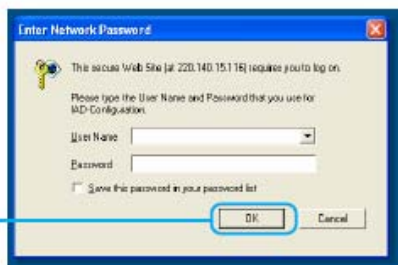 Enter Network Password
This secure Web Site (at 220.140.15.116) requires you to log on.
Please type the User Name and Password that you use for
IAD-Configuration.
User Name
Password
Save this password in your password list
OK
Cancel